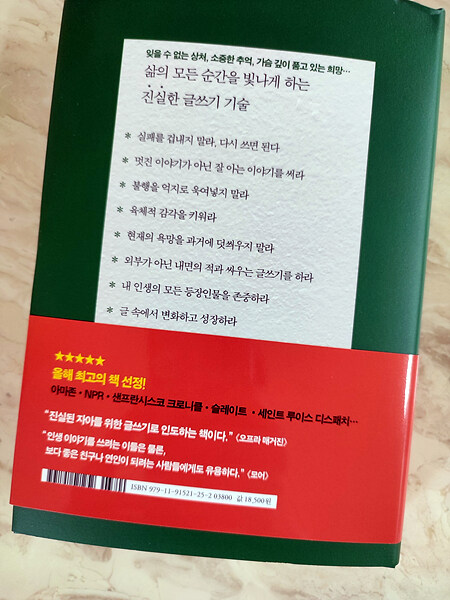 잊을 수 없는 상처, 소중한 추억, 가슴 깊이 품고 있는 희망…
삶의 모든 순간을 빛나게 하는
진실한 글쓰기 기술
* 실패를 겁내지 말라, 다시 쓰면 된다
* 멋진 이야기가 아닌 잘 아는 이야기를 써라
* 불행을 억지로 욱여넣지 말라
* 육체적 감각을 키워라
* 현재의 욕망을 과거에 덧씌우지 말라
* 외부가 아닌 내면의 적과 싸우는 글쓰기를 하라
* 내 인생의 모든 등장인물을 존중하라
* 글 속에서 변화하고 성장하라
★★★★★
올해 최고의 책 선정!
아마존 • NPR • 샌프란시스코 크로니클 • 슬레이트 • 세인트 루이스 디스패치…
“진실된 자아를 위한 글쓰기로 인도하는 책이다.” 〈오프라 매거진〉
“인생 이야기를 쓰려는 이들은 물론,
보다 좋은 친구나 연인이 되려는 사람들에게도 유용하다.” 〈모어〉
ISBN 979-11-91521-25-2 03800 값 18,500원